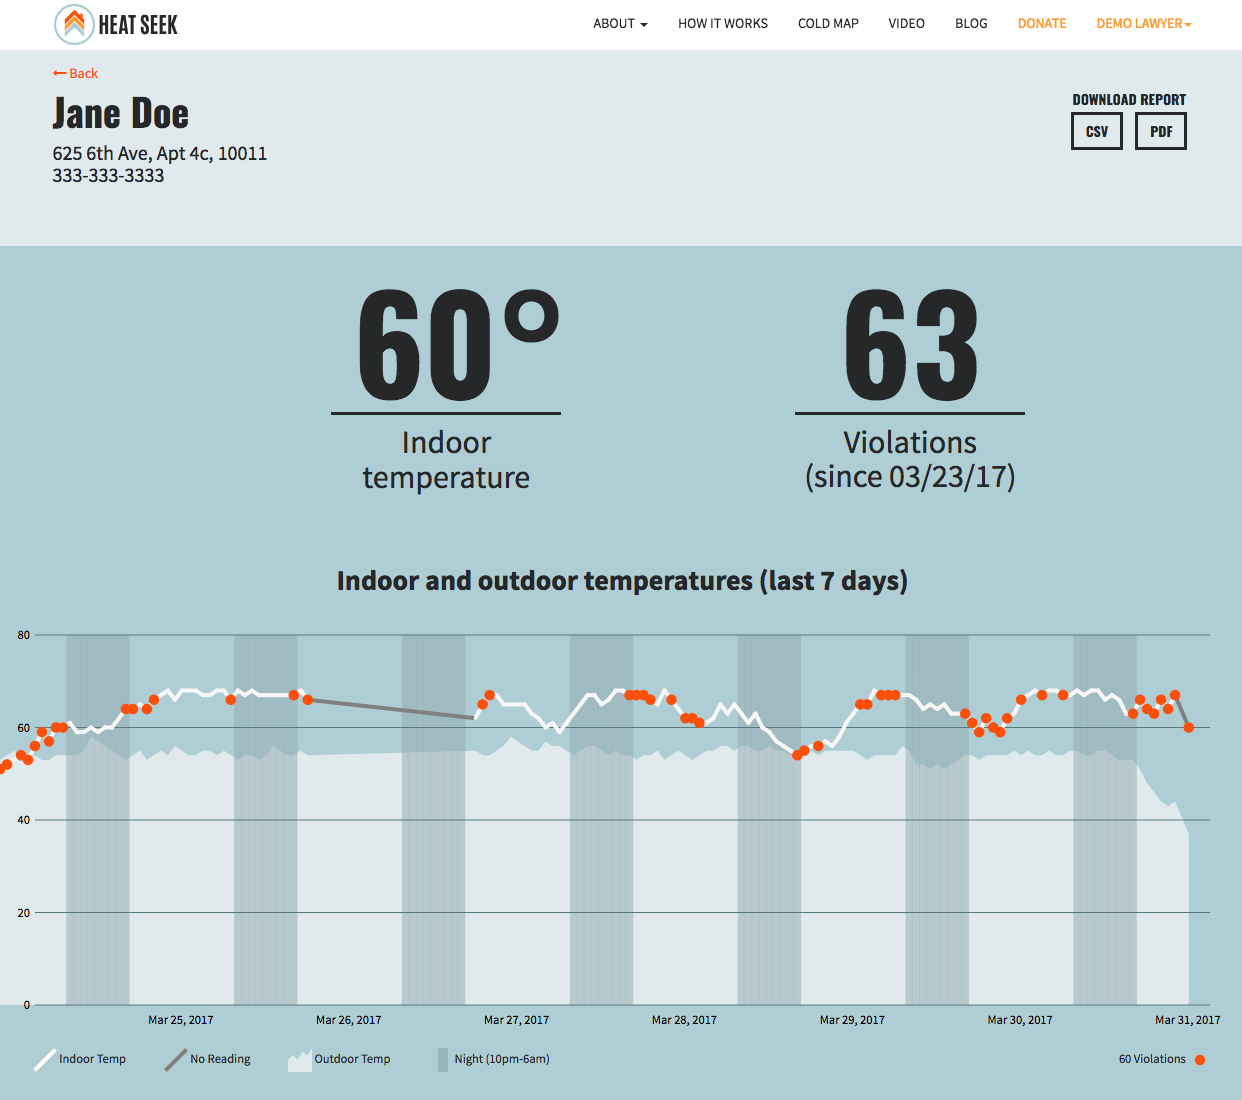 HEAT SEEK
ABOUT HOW IT WORKS COLD MAP VIDEO BLOG DONATE DEMO LAWYER
Back
Jane Doe
625 6th Ave, Apt 4c, 10011
333-333-3333
DOWNLOAD REPORT
CSV PDF
60°
Indoor
temperature
63
Violations
(since 03/23/17)
Indoor and outdoor temperatures (last 7 days)
80
60
40
20
0
Mar 25, 2017 Mar 26, 2017 Mar 27, 2017 Mar 28, 2017 Mar 29, 2017 Mar 30, 2017 Mar 31, 2017
Indoor Temp No Reading Outdoor Temp Night (10pm-6am) 60 Violations